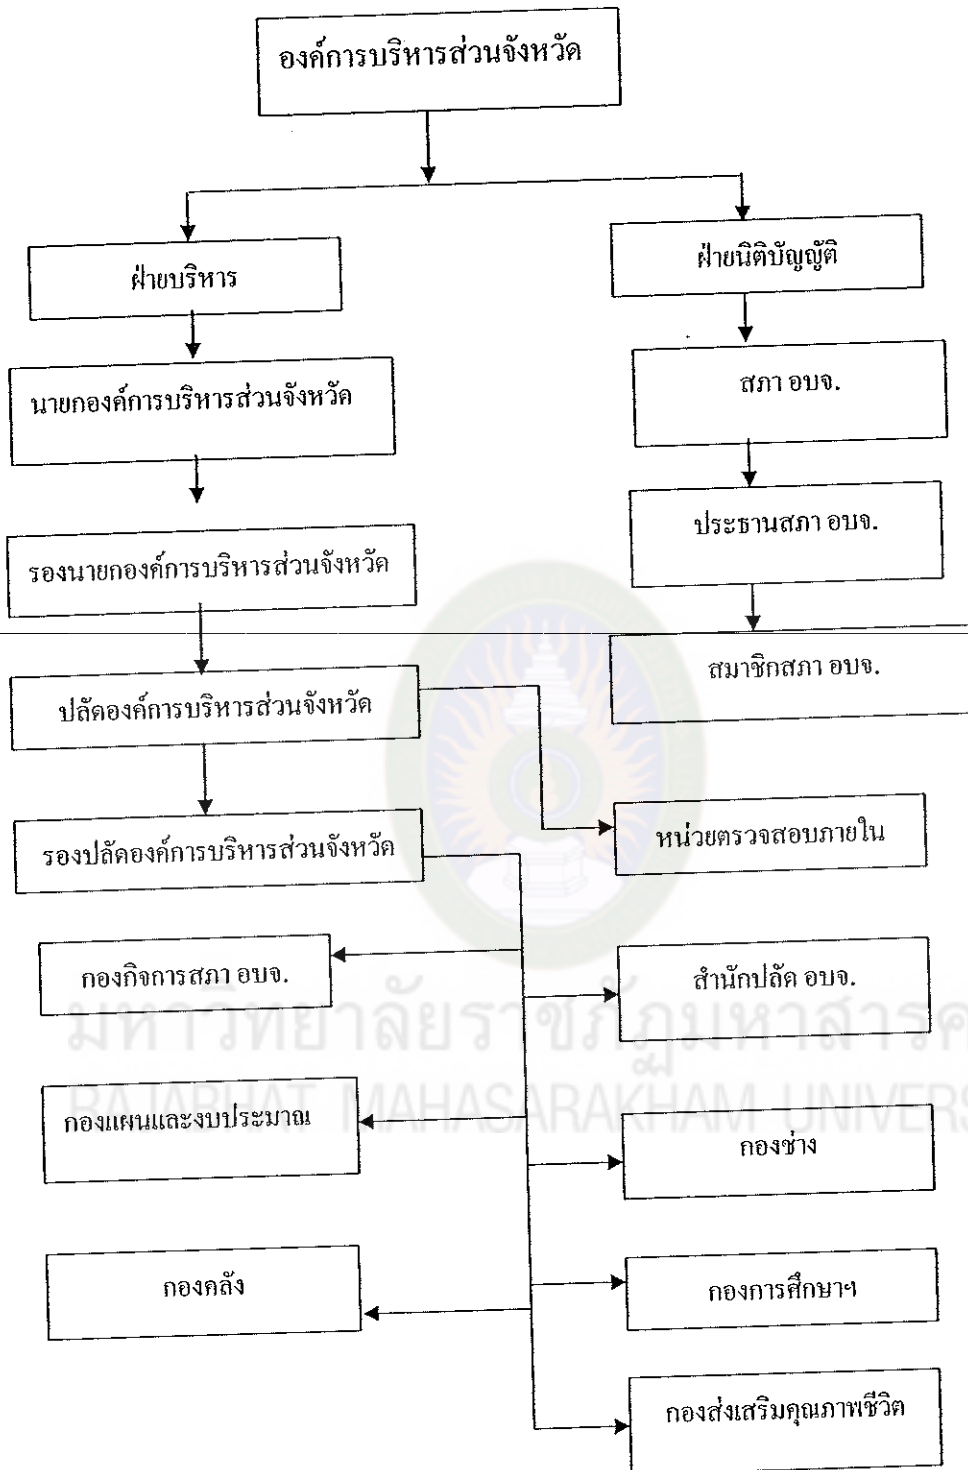 องค์การบริหารส่วนจังหวัด
ฝ่ายบริหาร
ฝ่ายนิติบัญญัติ
นายกองค์การบริหารส่วนจังหวัด
สภา อบจ.
รองนายกองค์การบริหารส่วนจังหวัด
ประธานสภา อบจ.
ปลัดองค์การบริหารส่วนจังหวัด
สมาชิกสภา อบจ.
รองปลัดองค์การบริหารส่วนจังหวัด
หน่วยตรวจสอบภายใน
กองกิจการสภา อบจ.
สำนักปลัด อบจ.
มหาวิทยาลัยราชภัฏมหาสารค
RAJABHAT MAHASARAKHAM UNIVERS
กองแผนและงบประมาณ
กองช่าง
กองคลัง
กองการศึกษาฯ
กองส่งเสริมคุณภาพชีวิต